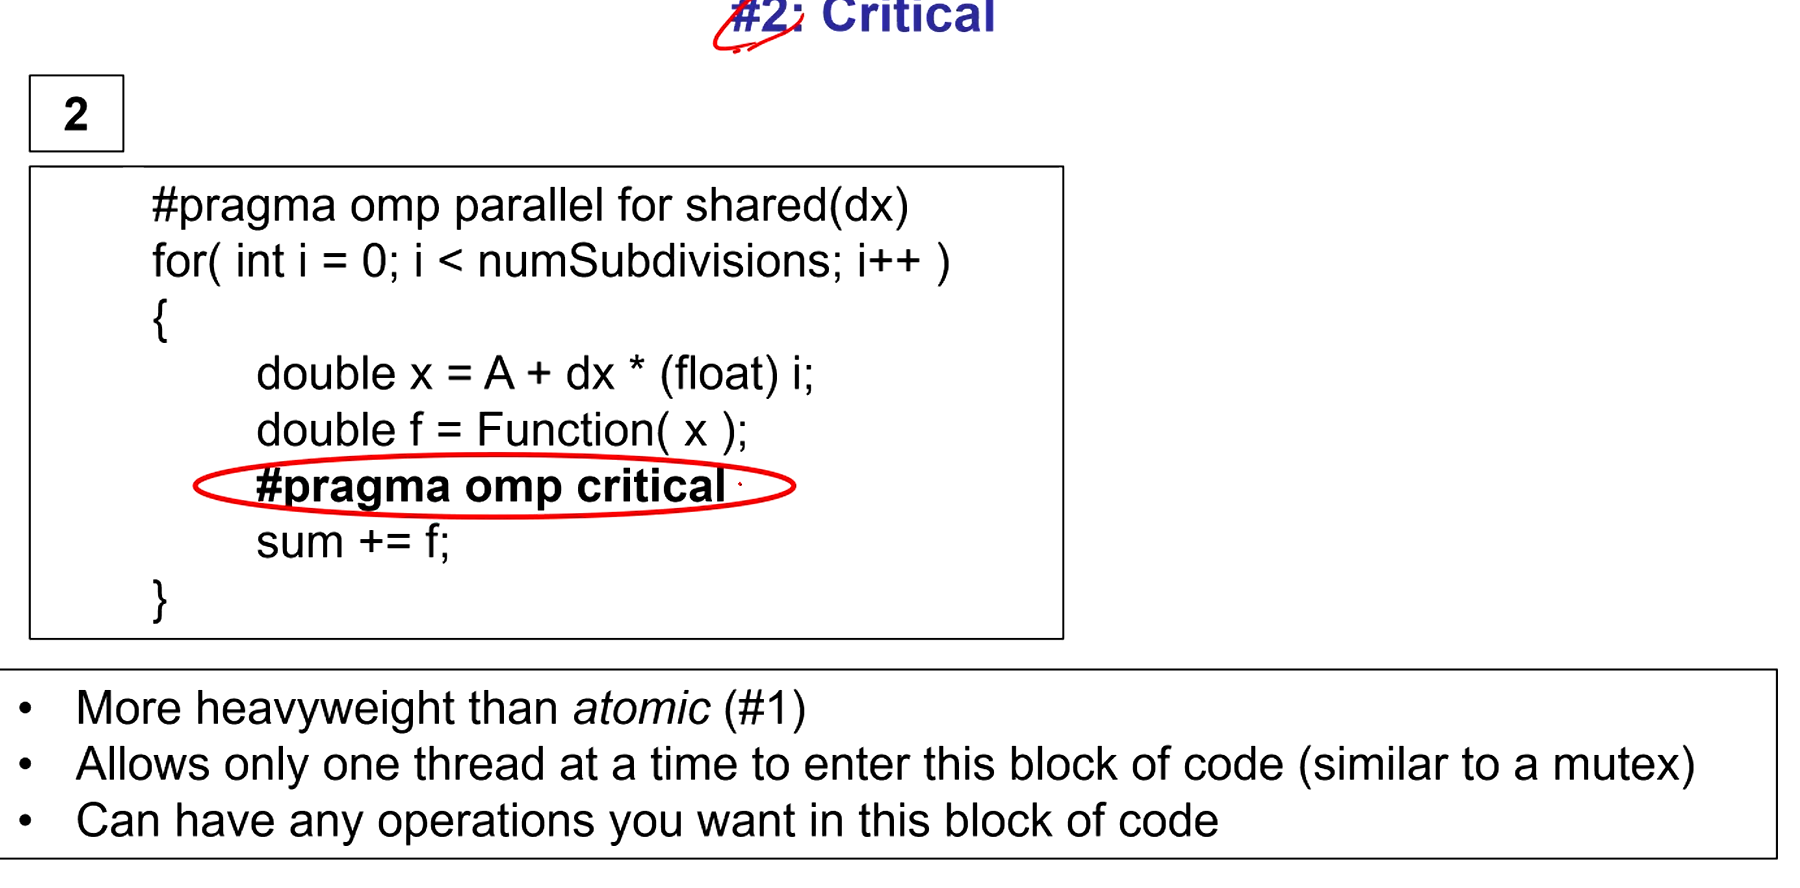 #2: Critical
2
#pragma omp parallel for shared(dx)
for( int i = 0; i < numSubdivisions; i++ )
{
double x = A + dx * (float) i;
double f = Function( x );
#pragma omp critical
sum += f;
}
• More heavyweight than atomic (#1)
• Allows only one thread at a time to enter this block of code (similar to a mutex)
• Can have any operations you want in this block of code